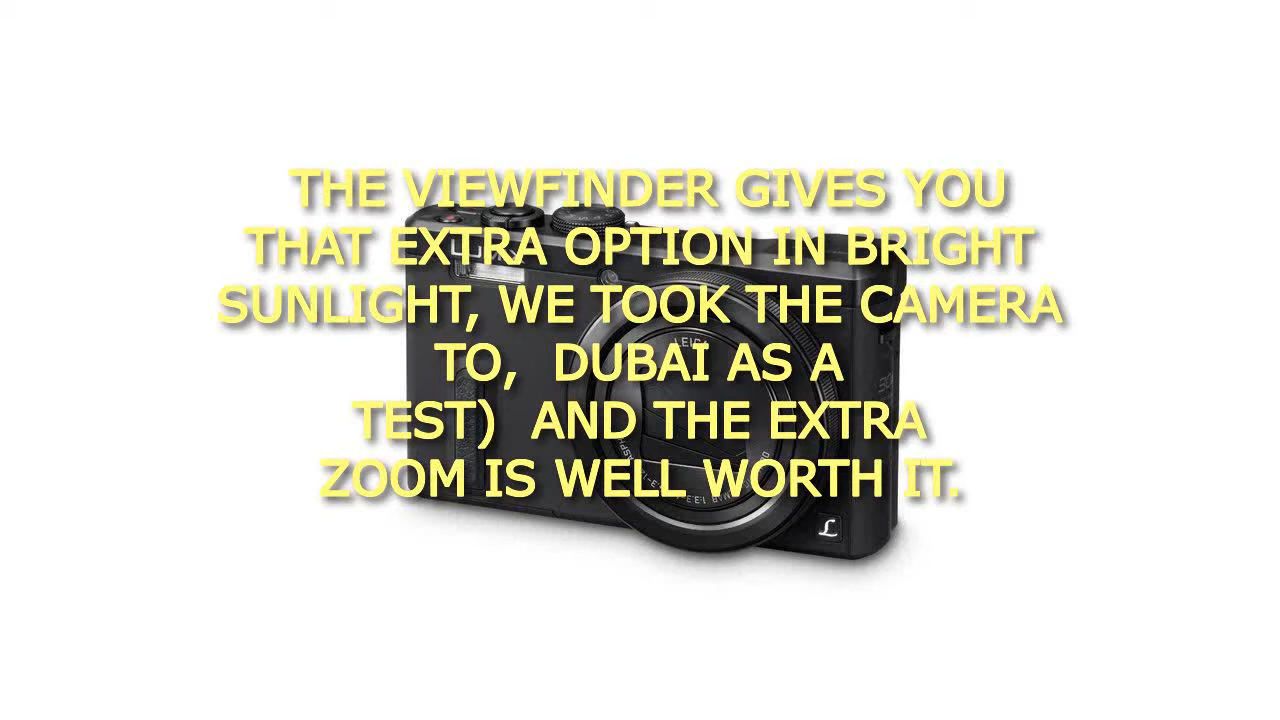 THE VIEWFINDER GIVES YOU
THAT EXTRA OPTION IN BRIGHT
SUNLIGHT, WE TOOK THE CAMERA
TO,  DUBAI AS A
TEST)  AND THE EXTRA
ZOOM IS WELL WORTH IT.
LEICA
L